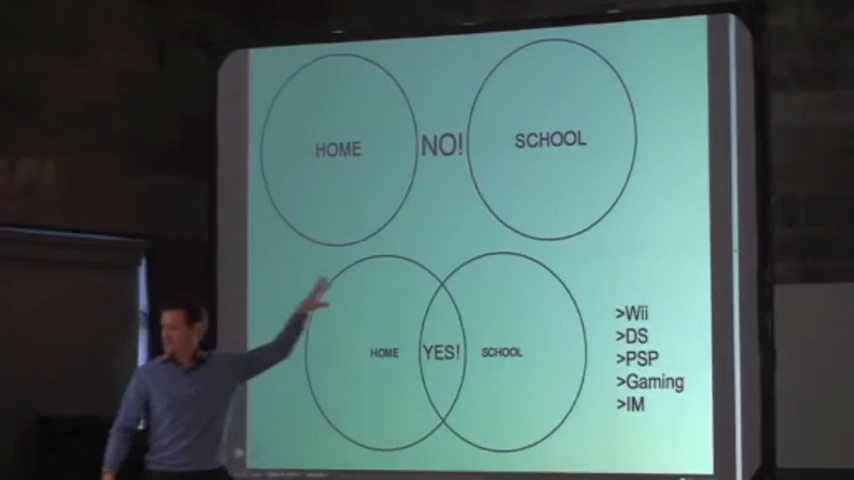 HOME NO! SCHOOL
HOME YES! SCHOOL
>Wii
>DS
>PSP
>Gaming
>IM